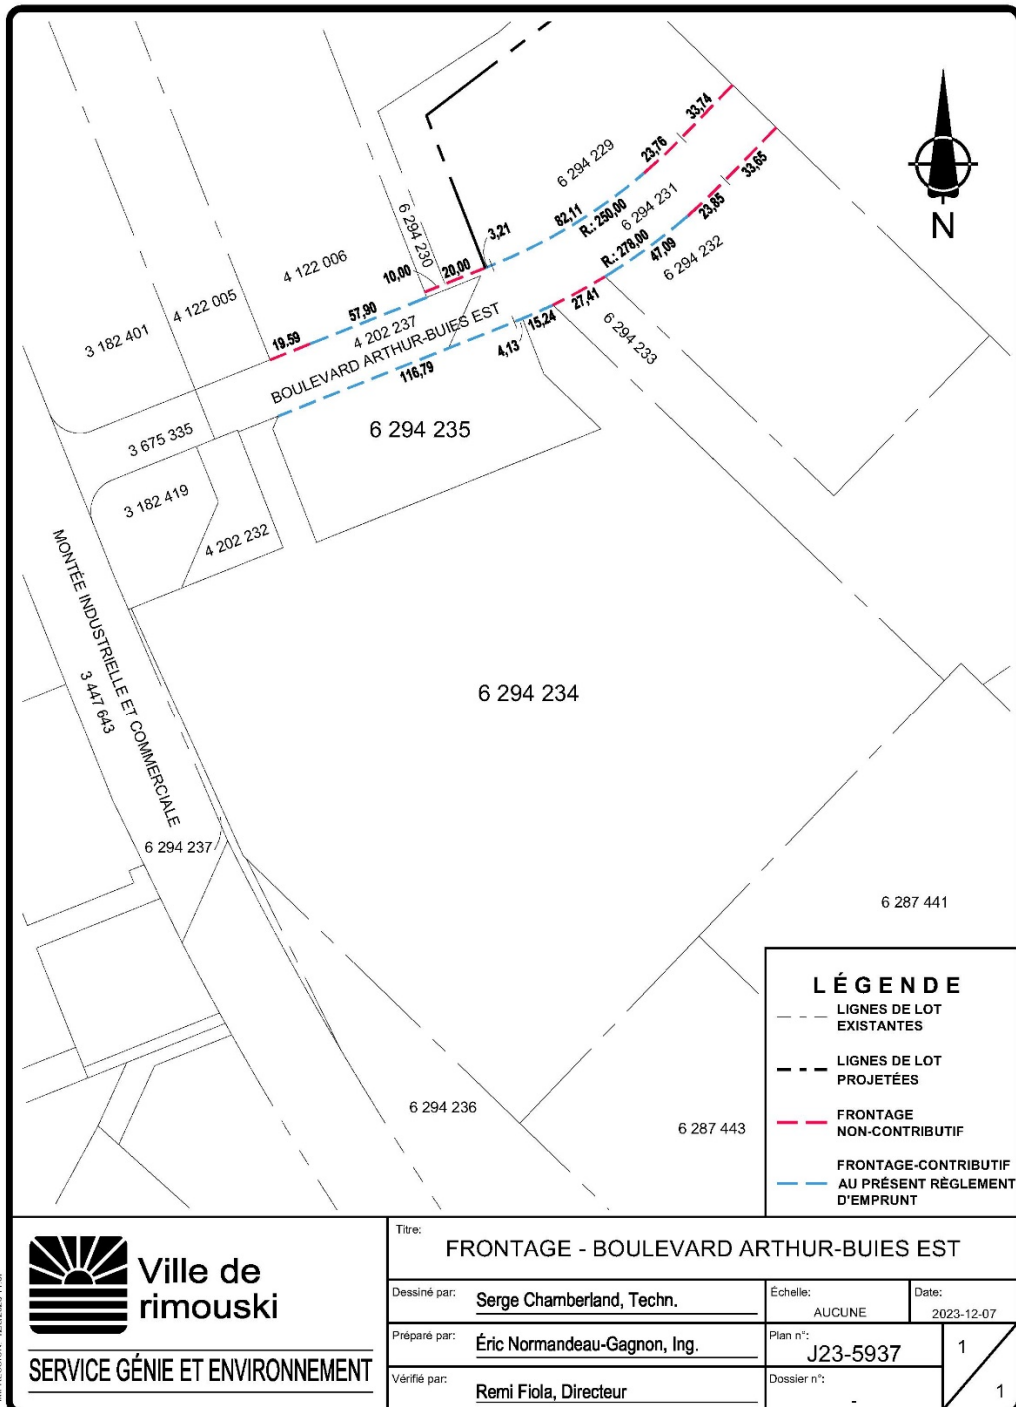 33,74
23,76
6 294 229
33,65
82,11
R.: 250,00
6 294 231
23,85
N
3,21
6 294 230
R.: 278,00
47,09
6 294 232
10,00
20,00
4 122 006
27,41
4 122 005
57,90
6 294 233
3 182 401
19.59
4 202 237
15,24
BOULEVARD ARTHUR-BUIES EST
4,13
116,79
3 675 335
6 294 235
3 182 419
4 202 232
MONTÉE INDUSTRIELLE ET COMMERCIALE
3 447 643
6 294 234
6 294 237
6 287 441
6 294 236
6 287 443
LÉGENDE
LIGNES DE LOT
EXISTANTES
LIGNES DE LOT
PROJETÉES
FRONTAGE
NON-CONTRIBUTIF
FRONTAGE-CONTRIBUTIF
AU PRÉSENT RÈGLEMENT
D'EMPRUNT
Ville de
rimouski
SERVICE GÉNIE ET ENVIRONNEMENT
Titre:
FRONTAGE - BOULEVARD ARTHUR-BUIES EST
Dessiné par: Serge Chamberland, Techn.
Échelle:
AUCUNE
Date:
2023-12-07
Préparé par: Éric Normandeau-Gagnon, Ing.
Plan n°:
J23-5937
1
1
Vérifié par: Remi Fiola, Directeur
Dossier n°:
-